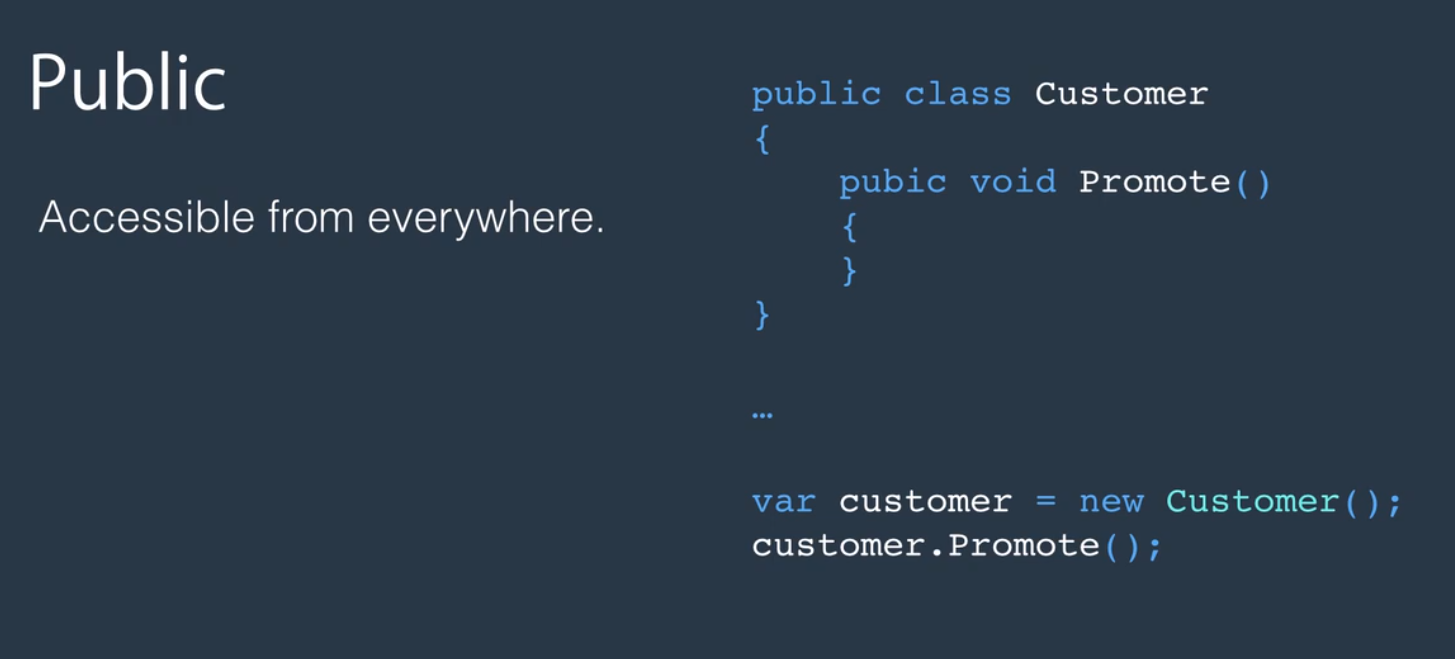 Public
Accessible from everywhere.
public class Customer
{
    pubic void Promote()
    {
    }
}
…
var customer = new Customer();
customer.Promote();